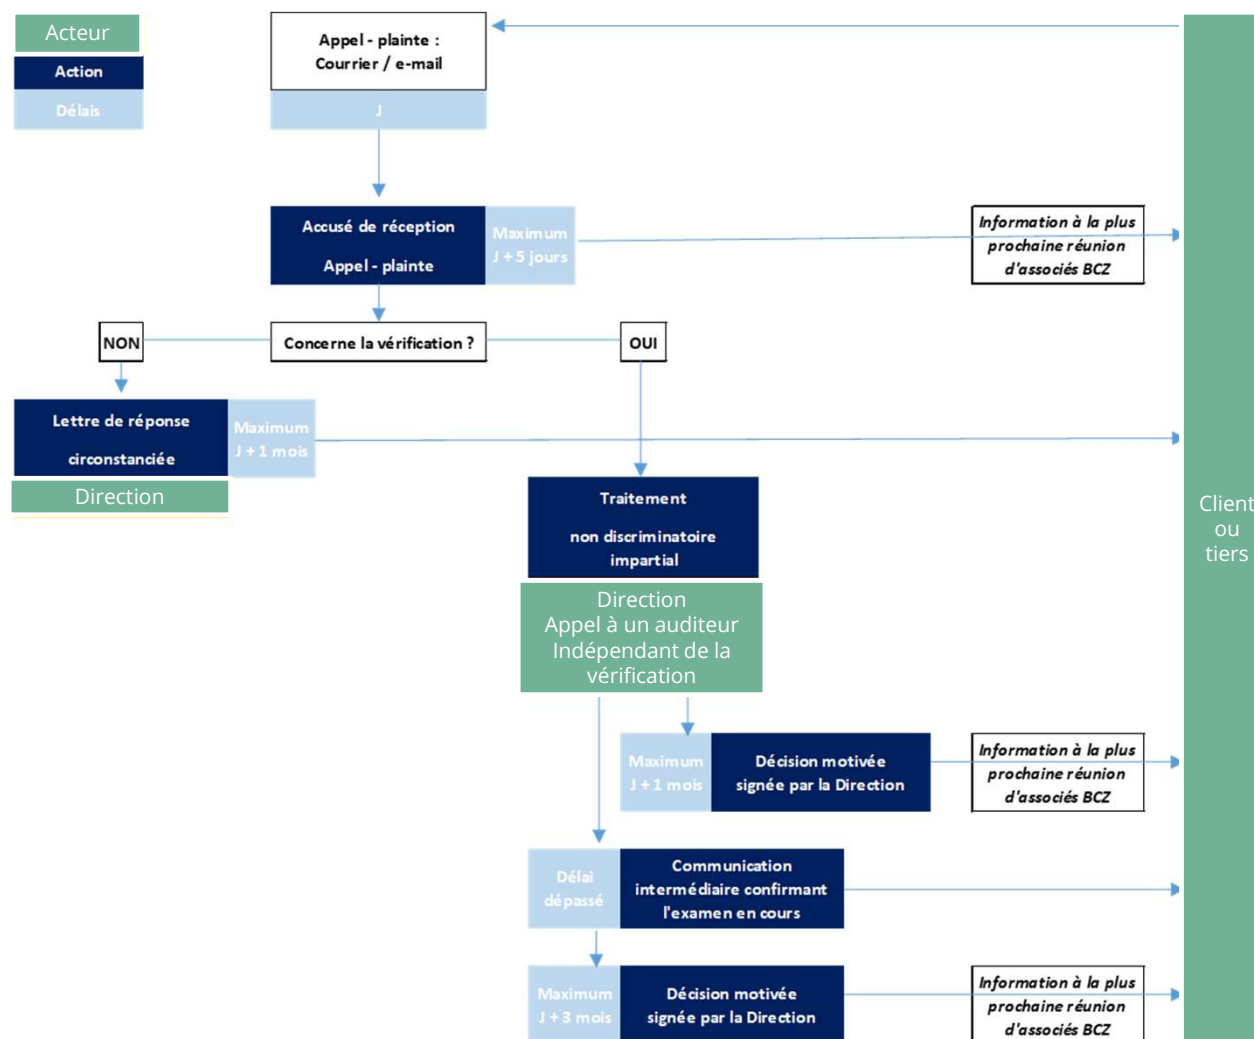 Acteur
Action
Délais
Appel - plainte :
Courrier / e-mail
J
Accusé de réception
Appel - plainte
Maximum
J + 5 jours
Information à la plus
prochaine réunion
d'associés BCZ
NON
Concerne la vérification ?
OUI
Lettre de réponse
circonstanciée
Maximum
J + 1 mois
Direction
Traitement
non discriminatoire
impartial
Direction
Appel à un auditeur
Indépendant de la
vérification
Client
ou
tiers
Maximum
J + 1 mois
Décision motivée
signée par la Direction
Information à la plus
prochaine réunion
d'associés BCZ
Délai
dépassé
Communication
intermédiaire confirmant
l'examen en cours
Maximum
J + 3 mois
Décision motivée
signée par la Direction
Information à la plus
prochaine réunion
d'associés BCZ